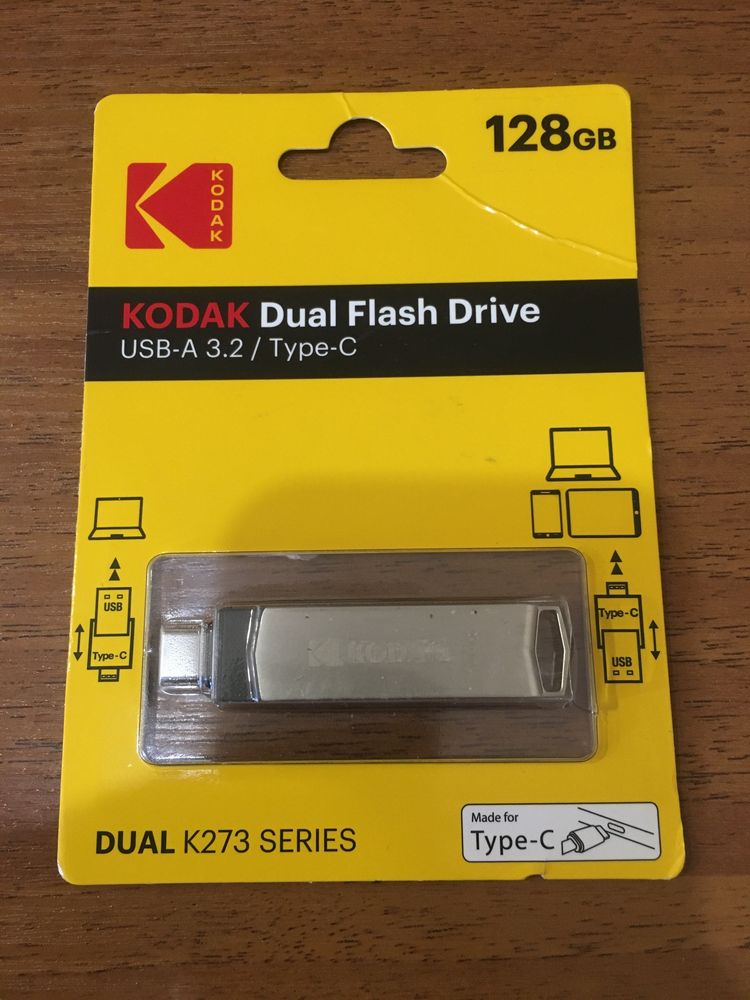 128GB
KODAK
KODAK Dual Flash Drive
USB-A 3.2 / Type-C
USB
Type-C
Type-C
USB
KODAK
DUAL K273 SERIES
Made for
Type-C